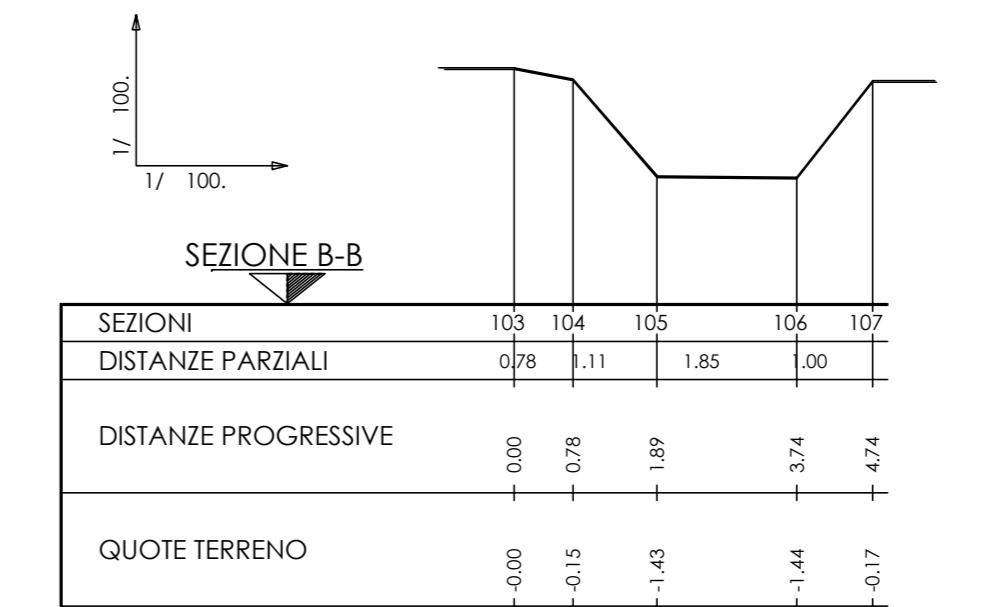 1/ 100.
1/ 100.
SEZIONE B-B
SEZIONI 103 104 105 106 107
DISTANZE PARZIALI 0.78 1.11 1.85 1.00
DISTANZE PROGRESSIVE 0.00 0.78 1.89 3.74 4.74
QUOTE TERRENO -0.00 -0.15 -1.43 -1.44 -0.17